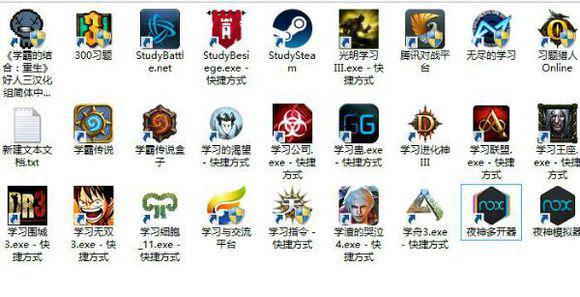 《学霸的结合：重生》好人三汉化组简体中...
300习题
StudyBattle.net
StudyBesiege.exe - 快捷方式
StudySteam
光明学习III.exe - 快捷方式
腾讯对战平台
无尽的学习
习题猎人Online
新建文本文档.txt
学霸传说
学霸传说盒子
学习的渴望 - 快捷方式
学习公司.exe - 快捷方式
学习蛊.exe - 快捷方式
学习进化神III
学习联盟.exe - 快捷方式
学习王座.exe - 快捷方式
学习围城3.exe - 快捷方式
学习无双3.exe - 快捷方式
学习细胞_11.exe - 快捷方式
学习与交流平台
学习指令 - 快捷方式
学渣的哭泣4.exe - 快捷方式
学舟3.exe - 快捷方式
夜神多开器
夜神模拟器